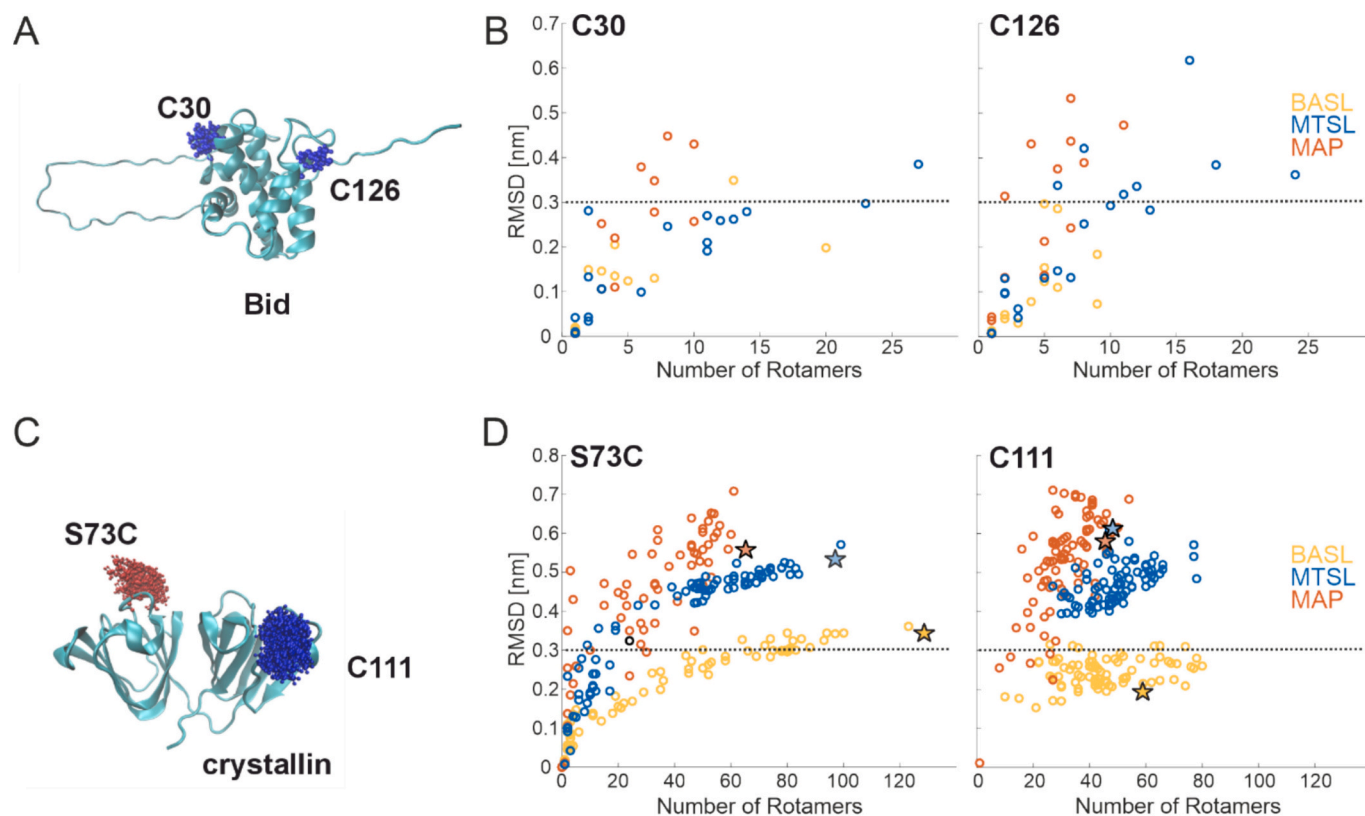 A
C30
C126
Bid
B
C30
C126
RMSD [nm]
0.7
0.6
0.5
0.4
0.3
0.2
0.1
0
0 5 10 15 20 25
Number of Rotamers
0 5 10 15 20 25
Number of Rotamers
BASL
MTSL
MAP
C
S73C
C111
crystallin
D
S73C
C111
RMSD [nm]
0.8
0.7
0.6
0.5
0.4
0.3
0.2
0.1
0
0 20 40 60 80 100 120
Number of Rotamers
0 20 40 60 80 100 120
Number of Rotamers
BASL
MTSL
MAP